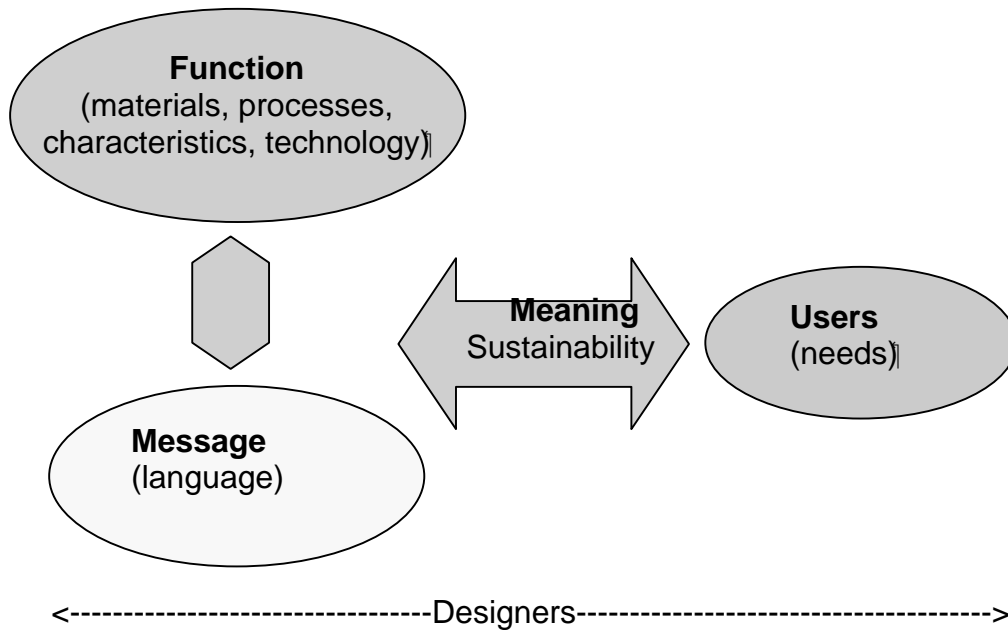 Function
(materials, processes,
characteristics, technology)
Meaning
Sustainability
Users
(needs)
Message
(language)
<--------------------------------Designers------------------------------------>